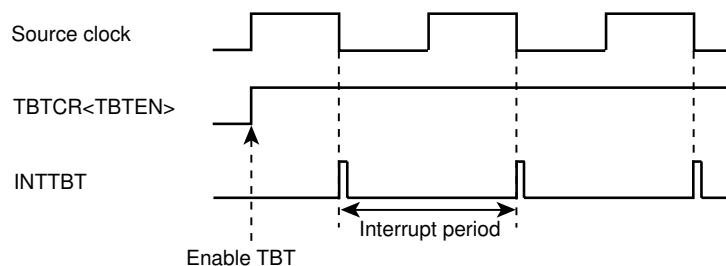 Source clock
TBTCR<TBTEN>
INTTBT
Interrupt period
Enable TBT